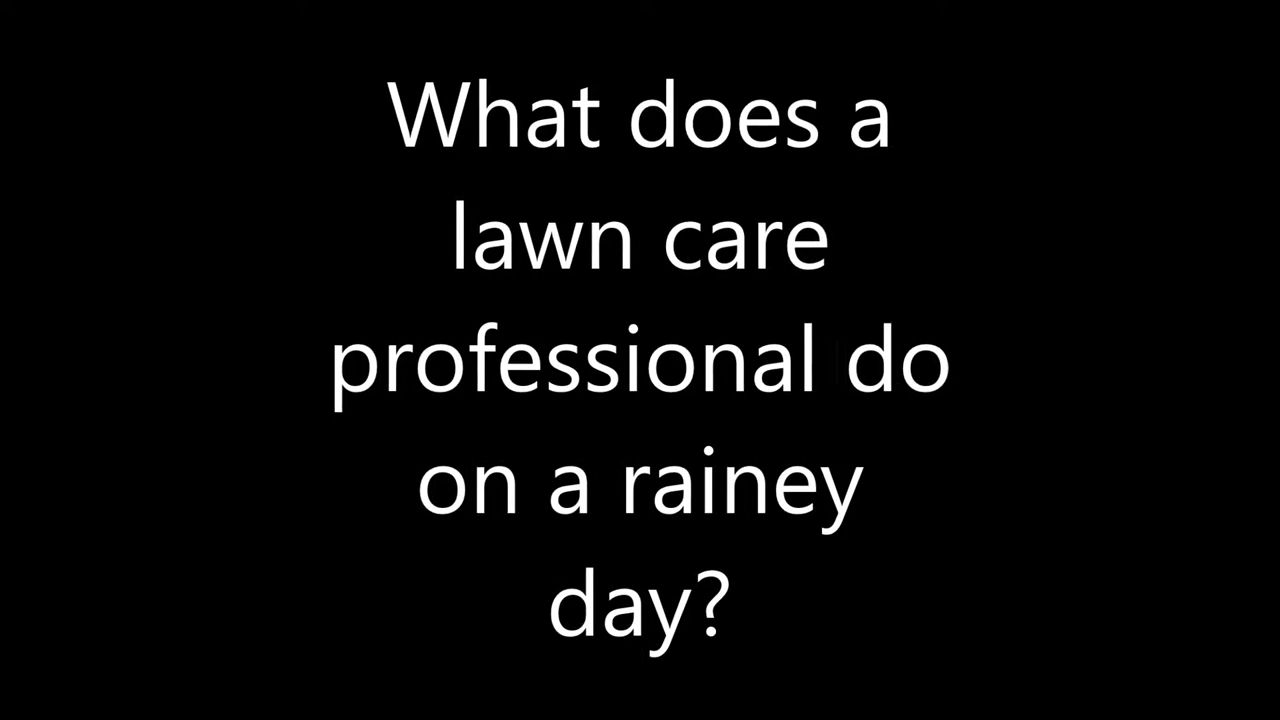 What does a
lawn care
professional do
on a rainey
day?